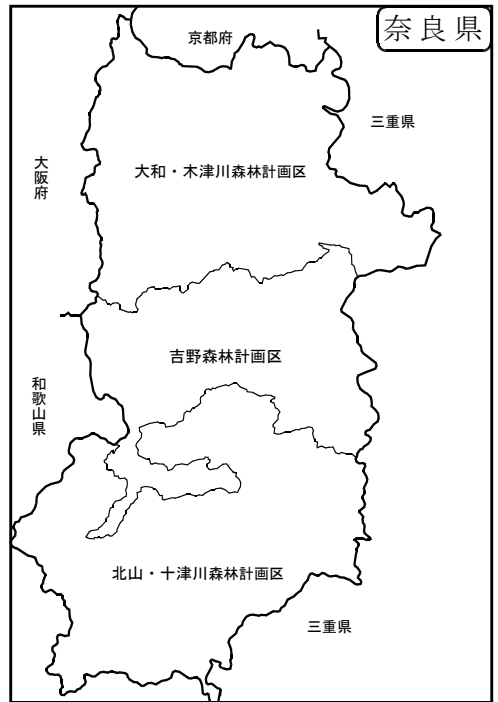 奈良県
京都府
三重県
大阪府
大和・木津川森林計画区
吉野森林計画区
和歌山県
北山・十津川森林計画区
三重県